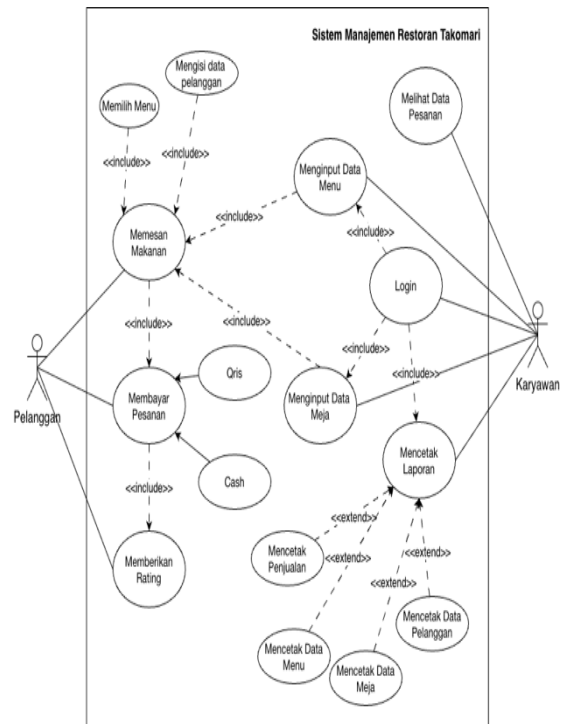 Sistem Manajemen Restoran Takomari
Mengisi data
pelanggan
Memilih Menu
Melihat Data
Pesanan
<<include>>
<<include>>
Menginput Data
Menu
<<include>>
<<include>>
Memesan
Makanan
Login
<<include>>
<<include>>
<<include>>
<<include>>
Qris
Pelanggan
Karyawan
Membayar
Pesanan
Menginput Data
Meja
Mencetak
Laporan
Cash
<<include>>
<<extend>>
Memberikan
Rating
Mencetak
Penjualan
<<extend>>
<<extend>>
<<extend>>
Mencetak Data
Pelanggan
Mencetak Data
Menu
Mencetak Data
Meja